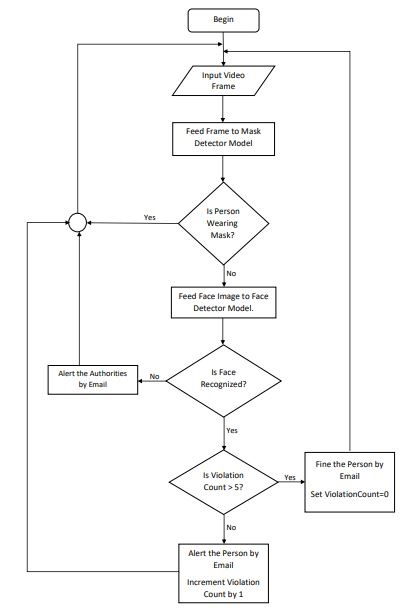 Begin
Input Video
Frame
Feed Frame to Mask
Detector Model
Is Person
Wearing
Mask?
Yes
No
Feed Face Image to Face
Detector Model.
Is Face
Recognized?
No
Alert the Authorities
by Email
Yes
Is Violation
Count > 5?
Yes
Fine the Person by
Email
Set ViolationCount=0
No
Alert the Person by
Email
Increment Violation
Count by 1